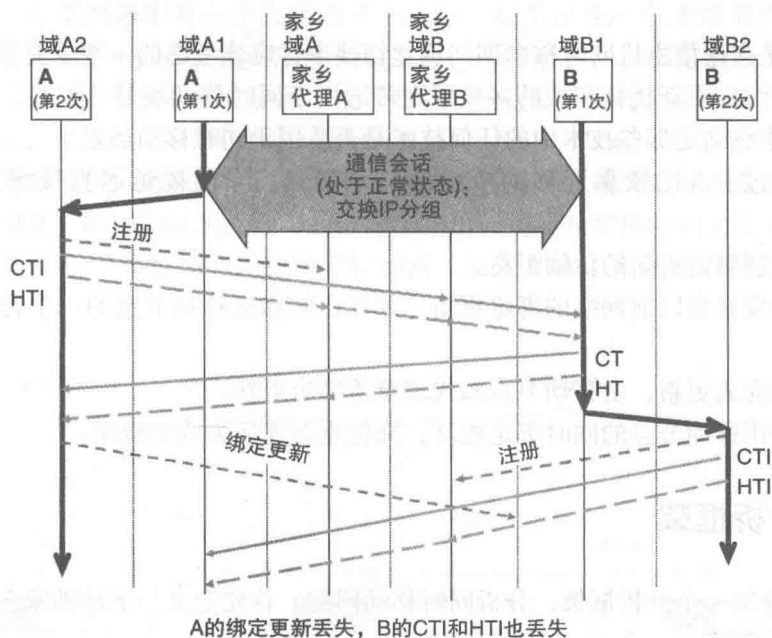 家乡 家乡
域A2 域A1 域A 域B 域B1 域B2
A A 家乡 家乡 B B
(第2次) (第1次) 代理A 代理B (第1次) (第2次)
通信会话
(处于正常状态),
交换IP分组
注册
CTI
HTI
CT
HT
绑定更新
注册
CTI
HTI
A的绑定更新丢失，B的CTI和HTI也丢失